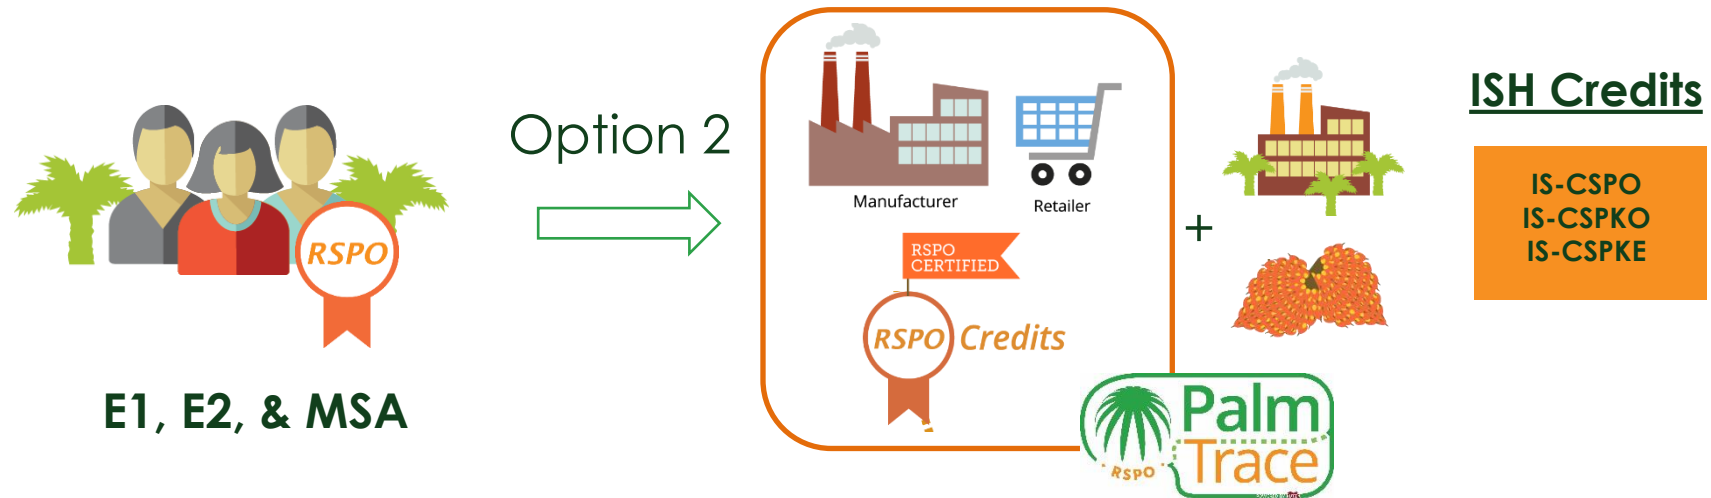 RSPO
E1, E2, & MSA
Option 2
Manufacturer
Retailer
RSPO
CERTIFIED
RSPO Credits
+
Palm
Trace
RSPO
ISH Credits
IS-CSPO
IS-CSPKO
IS-CSPKE